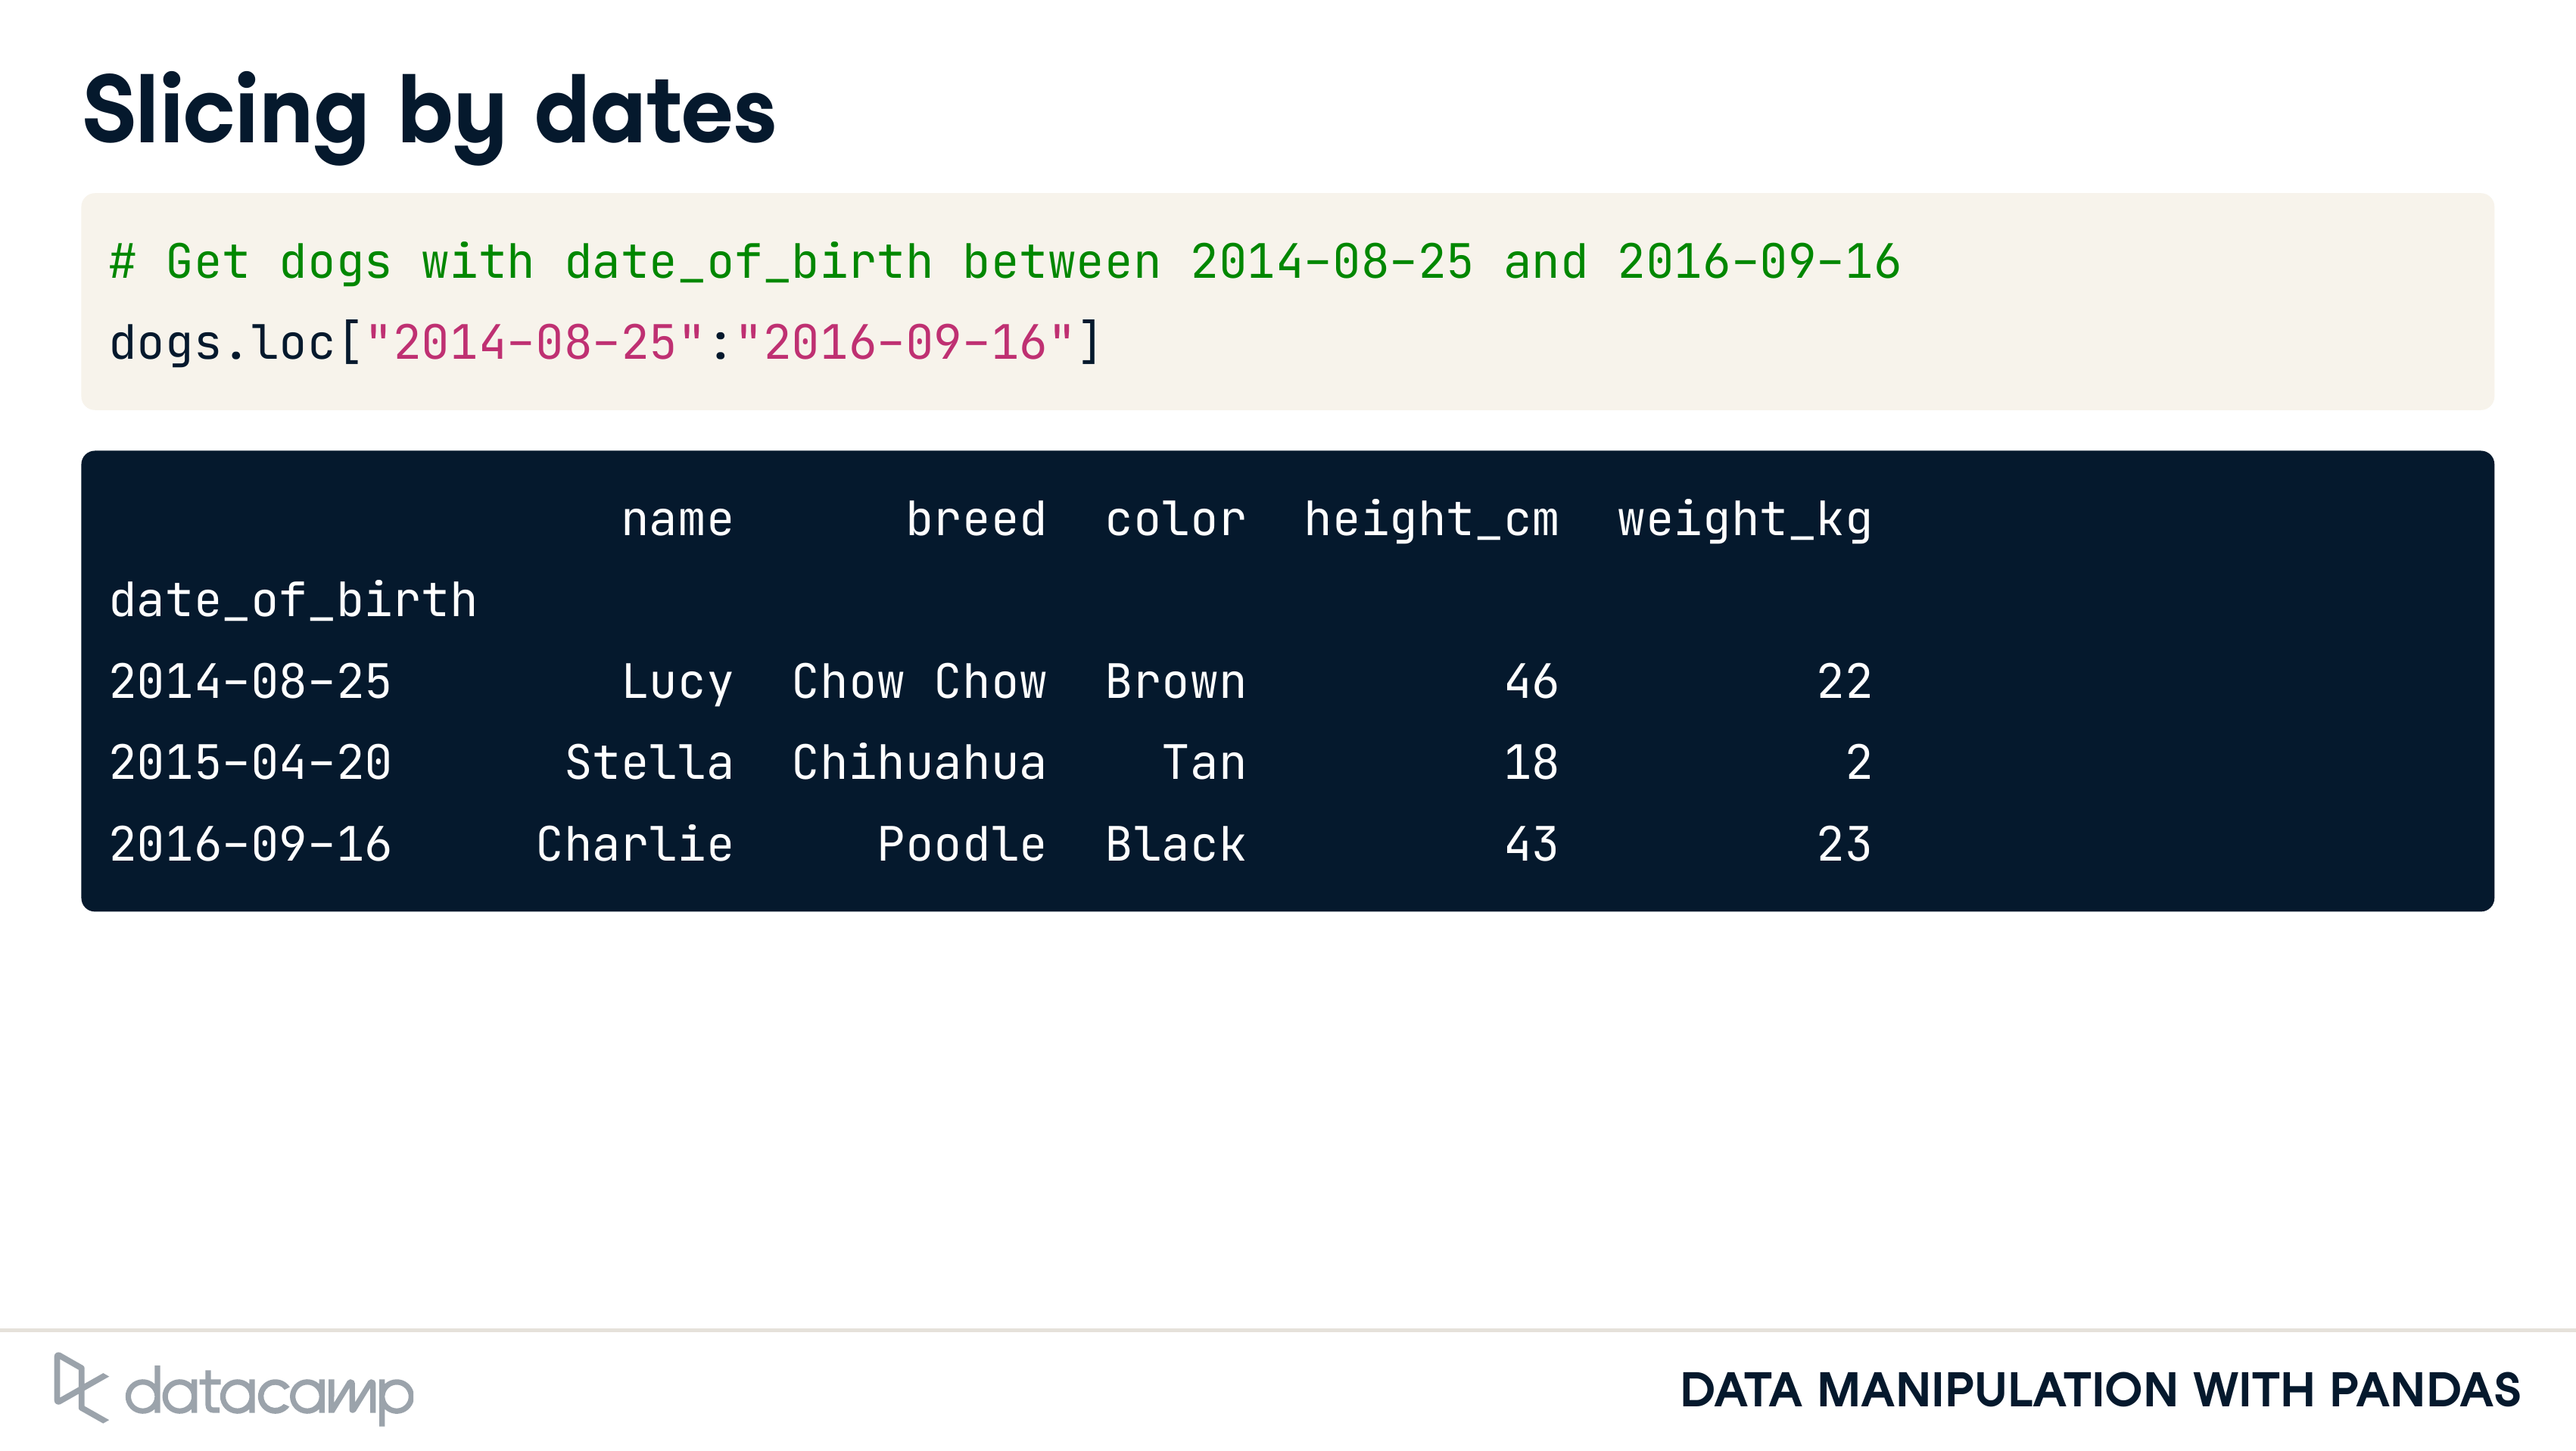 Slicing by dates
# Get dogs with date_of_birth between 2014-08-25 and 2016-09-16
dogs.loc["2014-08-25":"2016-09-16"]
name breed color height_cm weight_kg
date_of_birth
2014-08-25 Lucy Chow Chow Brown 46 22
2015-04-20 Stella Chihuahua Tan 18 2
2016-09-16 Charlie Poodle Black 43 23
datacamp
DATA MANIPULATION WITH PANDAS